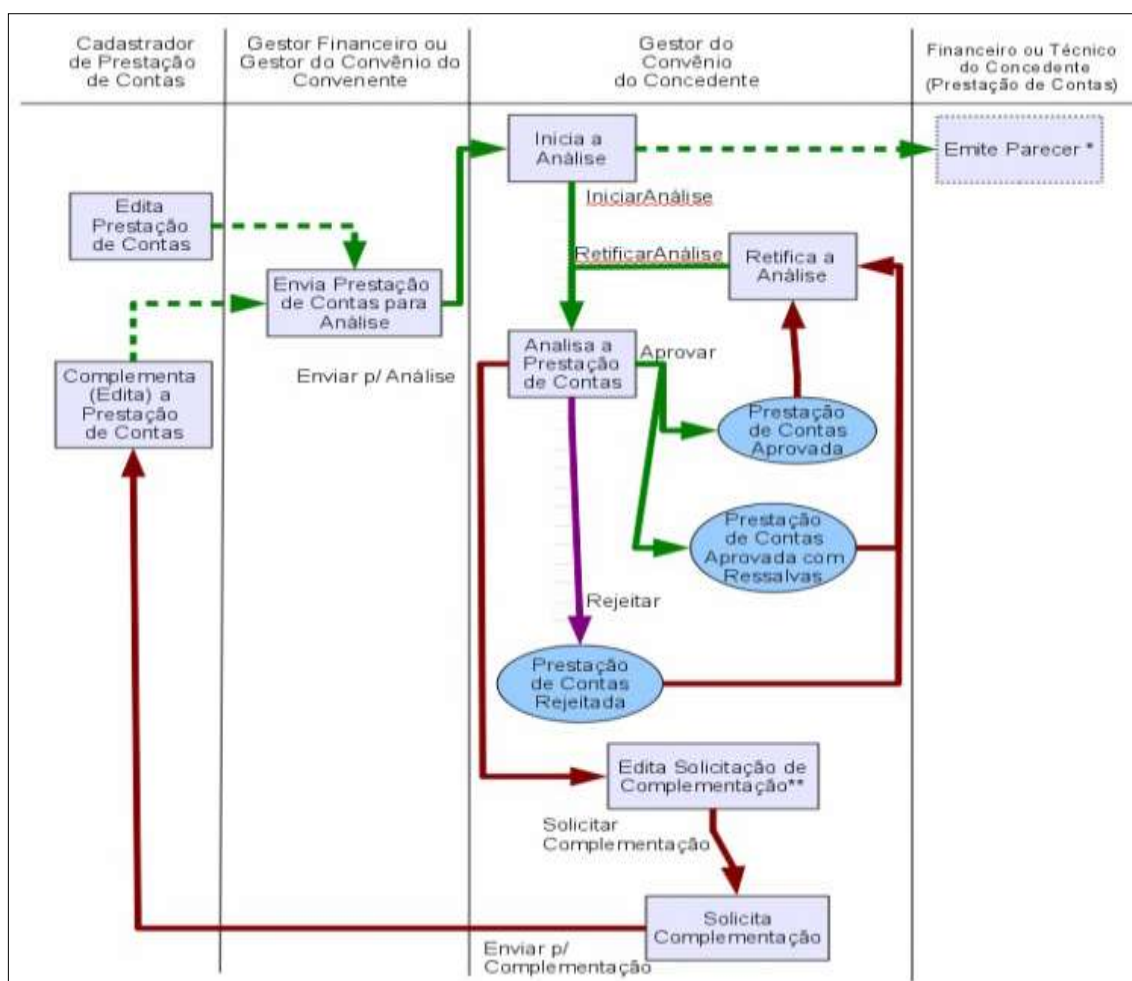 Cadastrador
de Prestação
de Contas
Gestor Financeiro ou
Gestor do Convênio do
Convenente
Gestor do
Convênio
do Concedente
Financeiro ou Técnico
do Concedente
(Prestação de Contas)
Inicia a
Análise
Emite Parecer *
IniciarAnálise
Edita
Prestação
de Contas
RetificarAnálise
Retifica a
Análise
Envia Prestação
de Contas para
Análise
Analisa a
Prestação
de Contas
Aprovar
Enviar p/ Análise
Complementa
(Edita) a
Prestação
de Contas
Prestação
de Contas
Aprovada
Prestação
de Contas
Aprovada com
Ressalvas
Rejeitar
Prestação
de Contas
Rejeitada
Edita Solicitação de
Complementação**
Solicitar
Complementação
Solicita
Complementação
Enviar p/
Complementação